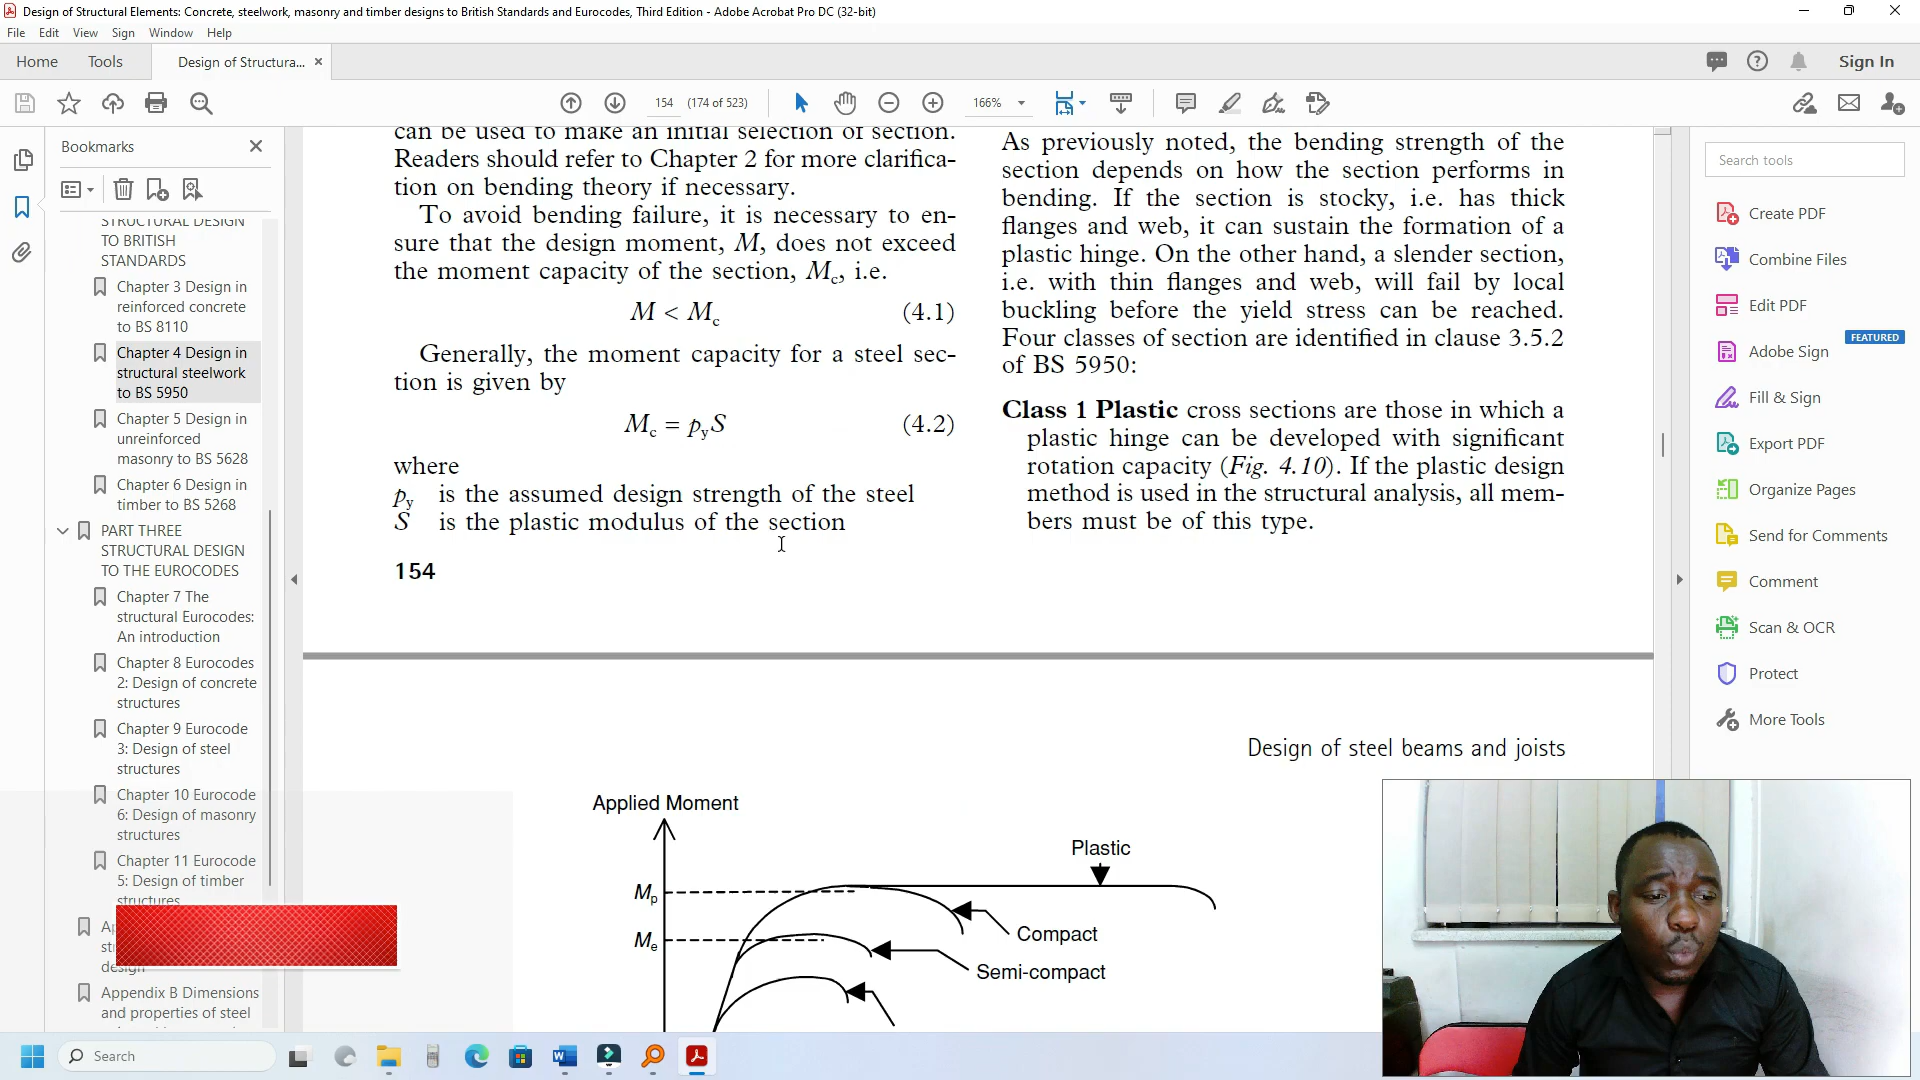 Design of Structural Elements: Concrete, steelwork, masonry and timber designs to British Standards and Eurocodes, Third Edition - Adobe Acrobat Pro DC (32-bit)
File Edit View Sign Window Help
Home Tools Design of Structura... × Sign In
154 (174 of 523) 166%
Bookmarks
STRUCTURAL DESIGN
TO BRITISH
STANDARDS
Chapter 3 Design in
reinforced concrete
to BS 8110
Chapter 4 Design in
structural steelwork
to BS 5950
Chapter 5 Design in
unreinforced
masonry to BS 5628
Chapter 6 Design in
timber to BS 5268
PART THREE
STRUCTURAL DESIGN
TO THE EUROCODES
Chapter 7 The
structural Eurocodes:
An introduction
Chapter 8 Eurocodes
2: Design of concrete
structures
Chapter 9 Eurocode
3: Design of steel
structures
Chapter 10 Eurocode
6: Design of masonry
structures
Chapter 11 Eurocode
5: Design of timber
structures
design
Appendix B Dimensions
and properties of steel
can be used to make an initial selection of section.
Readers should refer to Chapter 2 for more clarifica-
tion on bending theory if necessary.
To avoid bending failure, it is necessary to en-
sure that the design moment, M, does not exceed
the moment capacity of the section, Mc, i.e.
M < Mc (4.1)
Generally, the moment capacity for a steel sec-
tion is given by
Mc = pyS (4.2)
where
py is the assumed design strength of the steel
S is the plastic modulus of the section
154
As previously noted, the bending strength of the
section depends on how the section performs in
bending. If the section is stocky, i.e. has thick
flanges and web, it can sustain the formation of a
plastic hinge. On the other hand, a slender section,
i.e. with thin flanges and web, will fail by local
buckling before the yield stress can be reached.
Four classes of section are identified in clause 3.5.2
of BS 5950:
Class 1 Plastic cross sections are those in which a
plastic hinge can be developed with significant
rotation capacity (Fig. 4.10). If the plastic design
method is used in the structural analysis, all mem-
bers must be of this type.
Design of steel beams and joists
Applied Moment
Plastic
Mp
Compact
Me
Semi-compact
Search tools
Create PDF
Combine Files
Edit PDF
FEATURED
Adobe Sign
Fill & Sign
Export PDF
Organize Pages
Send for Comments
Comment
Scan & OCR
Protect
More Tools
Search